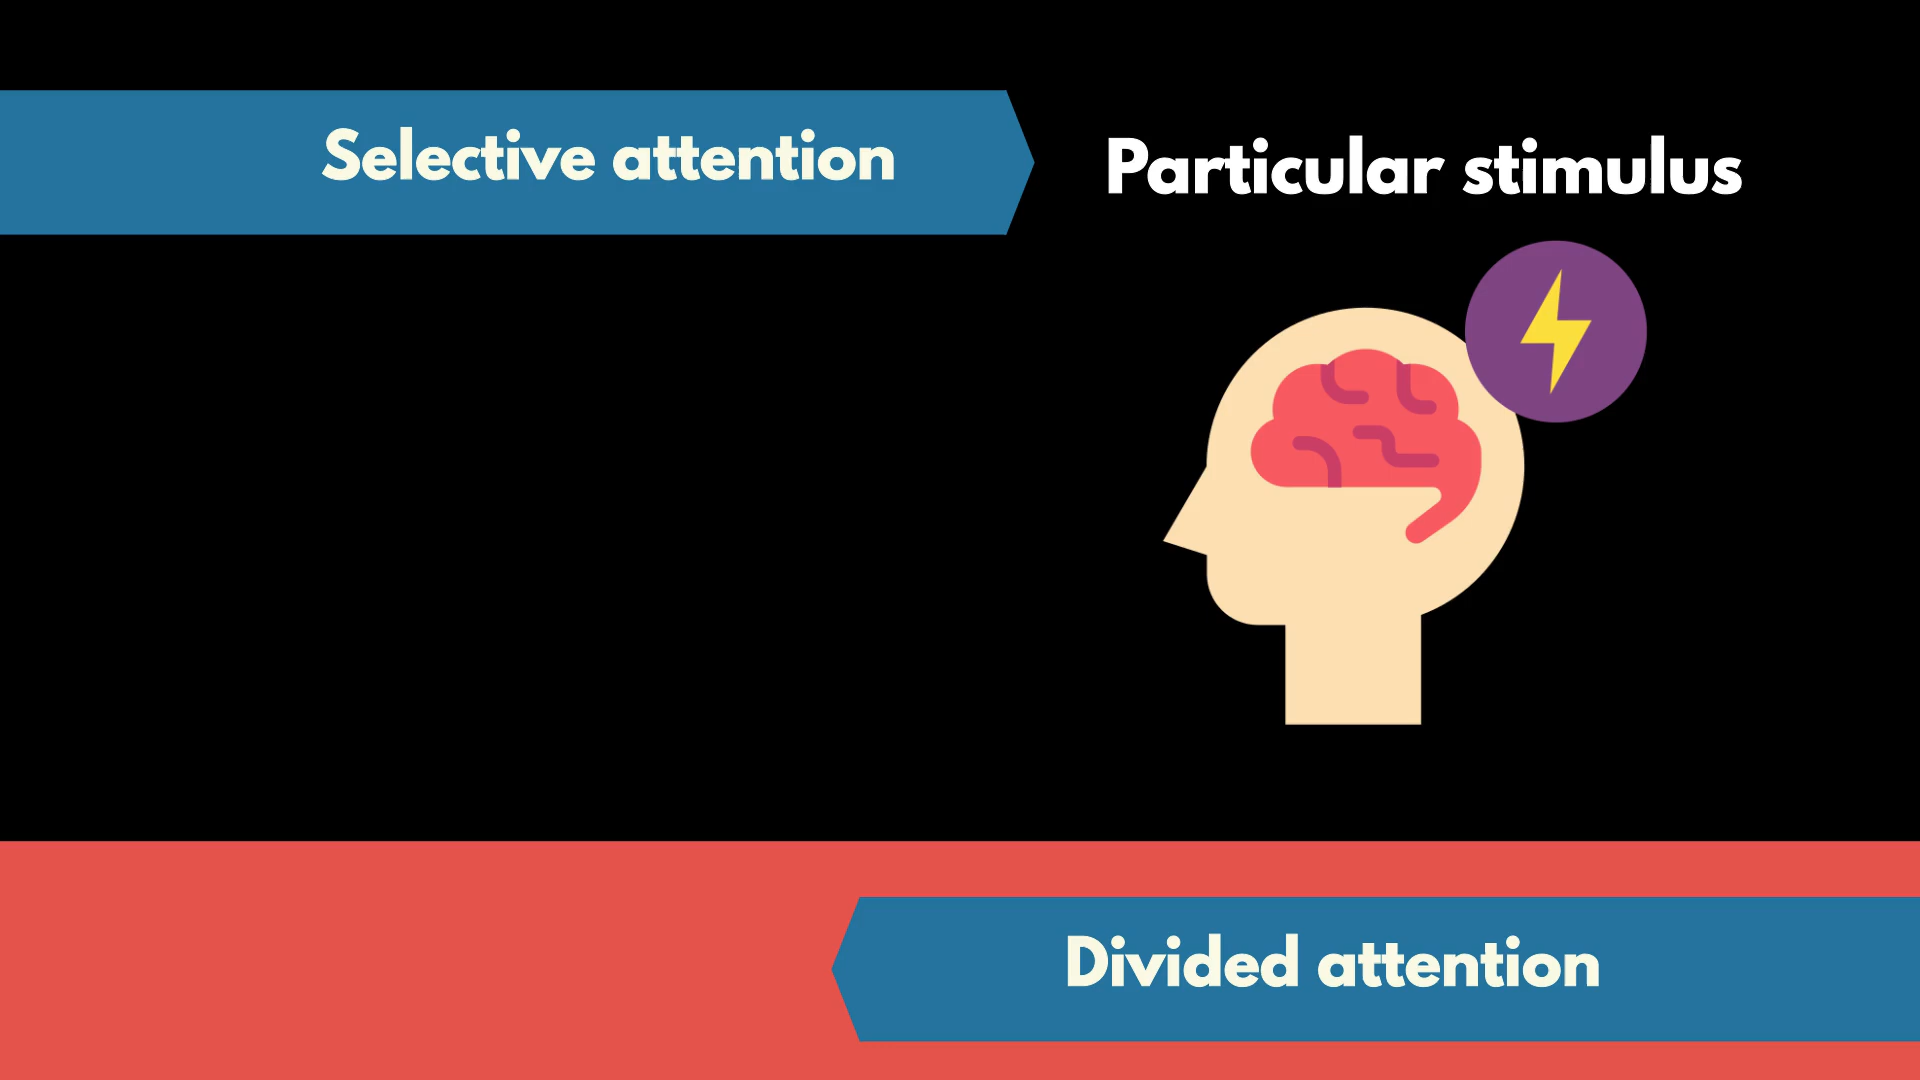 Selective attention
Particular stimulus
Divided attention